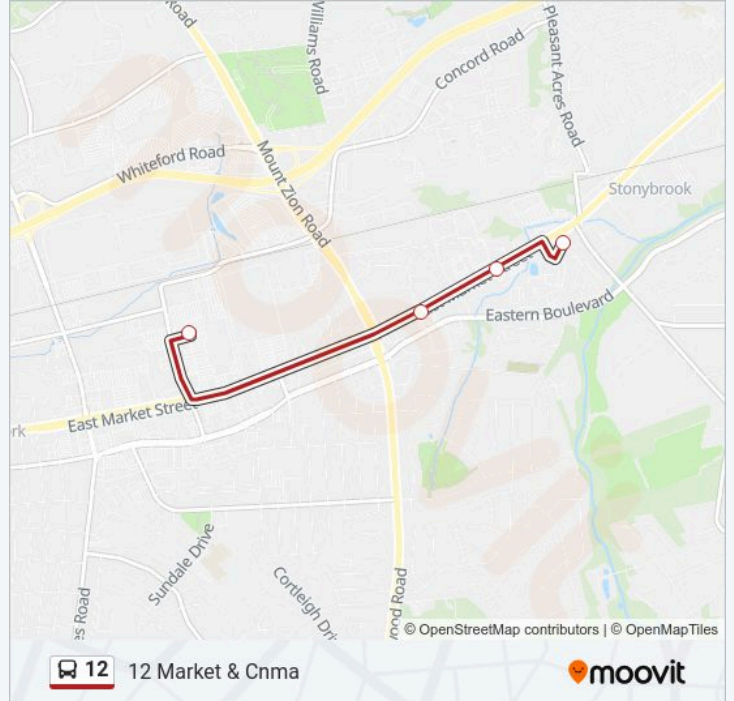 Road
Williams Road
Pleasant Acres Road
Concord Road
Whiteford Road
Mount Zion Road
Stonybrook
Eastern Boulevard
East Market Street
rk
Sundale Drive
Cortleigh Dri
es Road
wood Road
© OpenStreetMap contributors | © OpenMapTiles
12
12 Market & Cnma
moovit